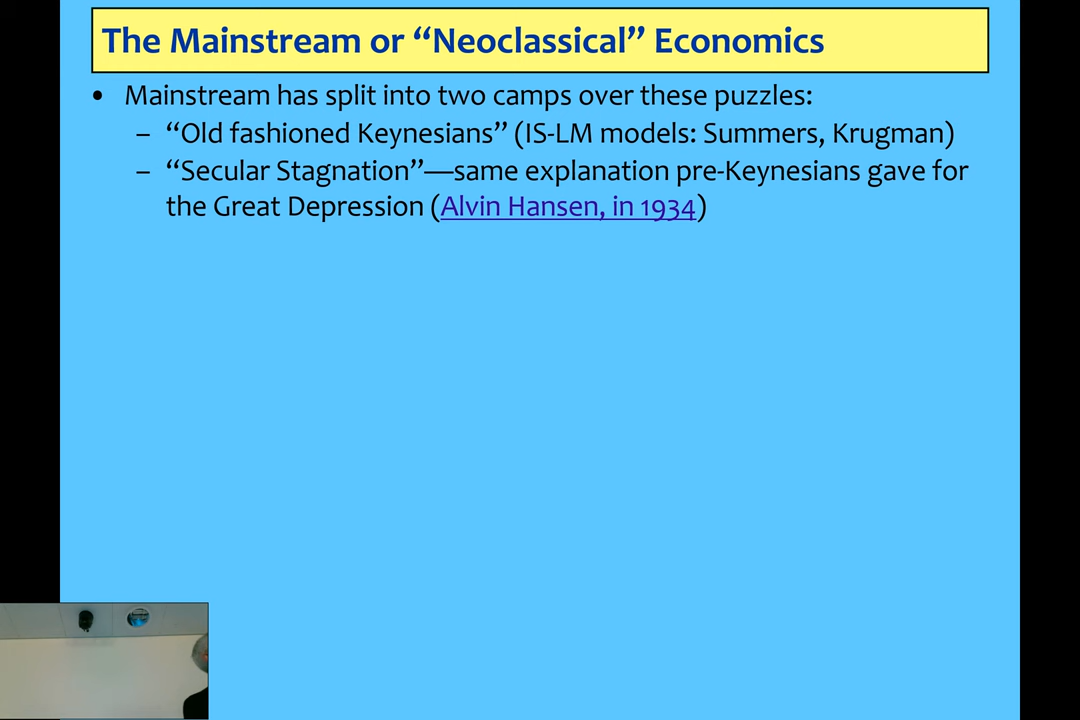 The Mainstream or “Neoclassical” Economics
• Mainstream has split into two camps over these puzzles:
– “Old fashioned Keynesians” (IS-LM models: Summers, Krugman)
– “Secular Stagnation”—same explanation pre-Keynesians gave for
the Great Depression (Alvin Hansen, in 1934)